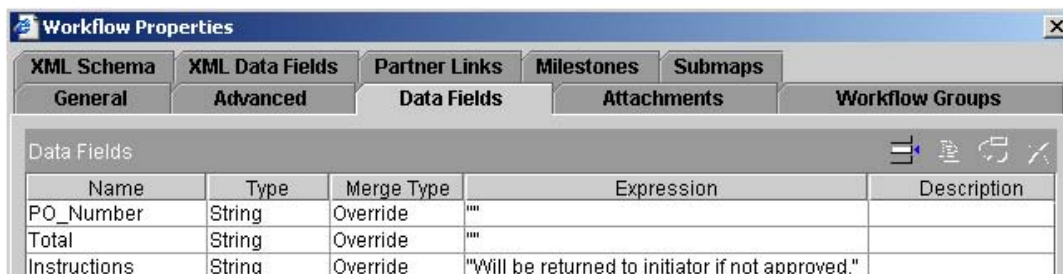 Workflow Properties
XML Schema XML Data Fields Partner Links Milestones Submaps
General Advanced Data Fields Attachments Workflow Groups
Data Fields
Name Type Merge Type Expression Description
PO_Number String Override ""
Total String Override ""
Instructions String Override "Will be returned to initiator if not approved."